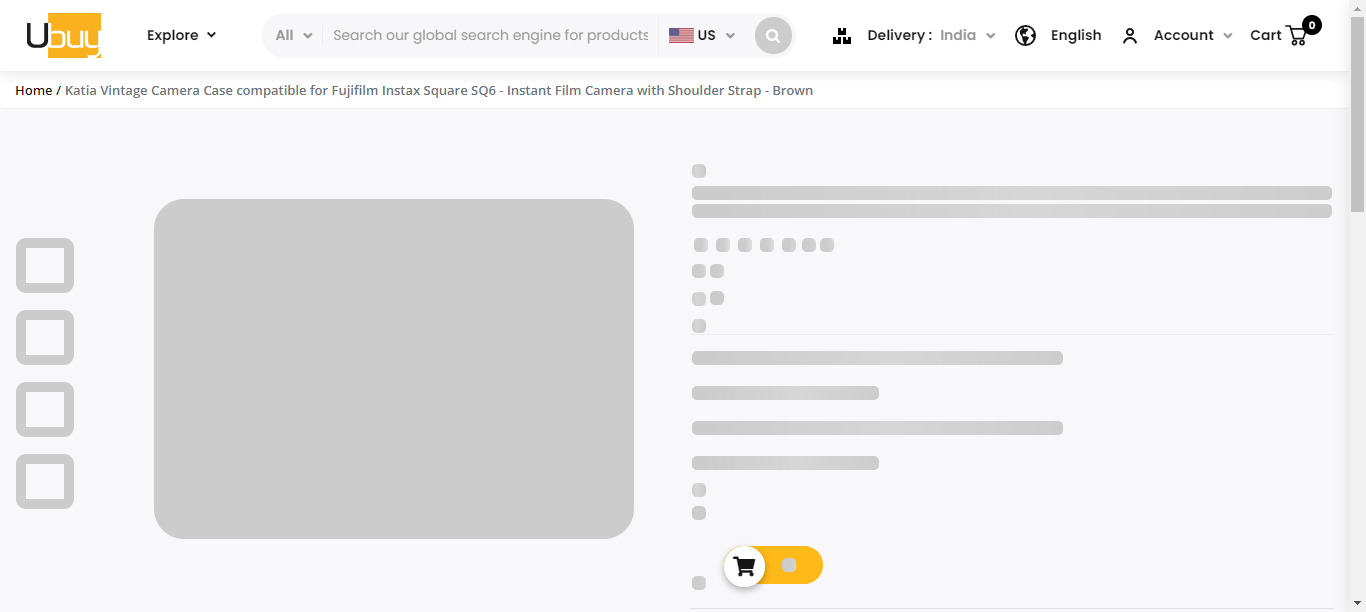 Ubuy
Explore
All
Search our global search engine for products
US
Delivery : India
English
Account
Cart
0
Home / Katia Vintage Camera Case compatible for Fujifilm Instax Square SQ6 - Instant Film Camera with Shoulder Strap - Brown